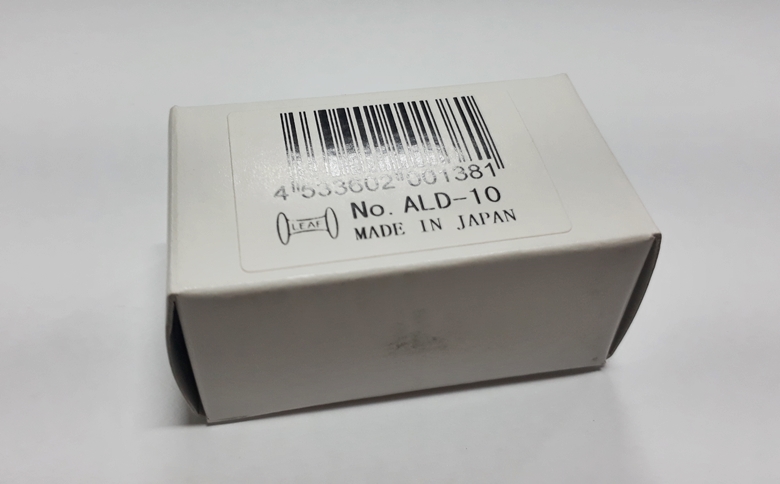 4"533602"001381
No. ALD-10
LEAF
MADE IN JAPAN